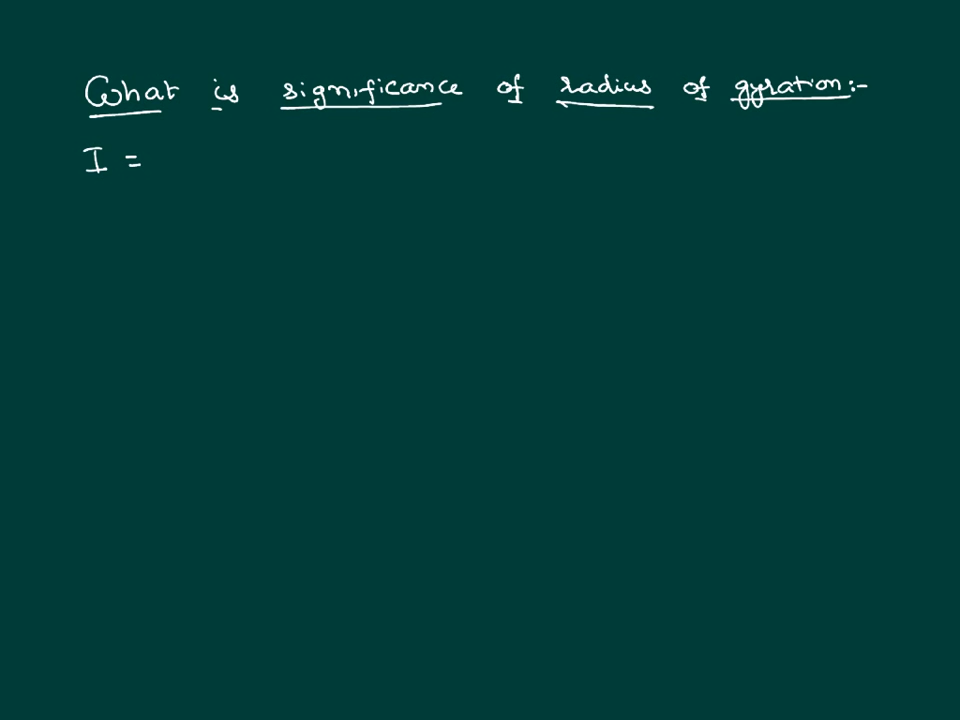 What is significance of radius of gyration:-
I =